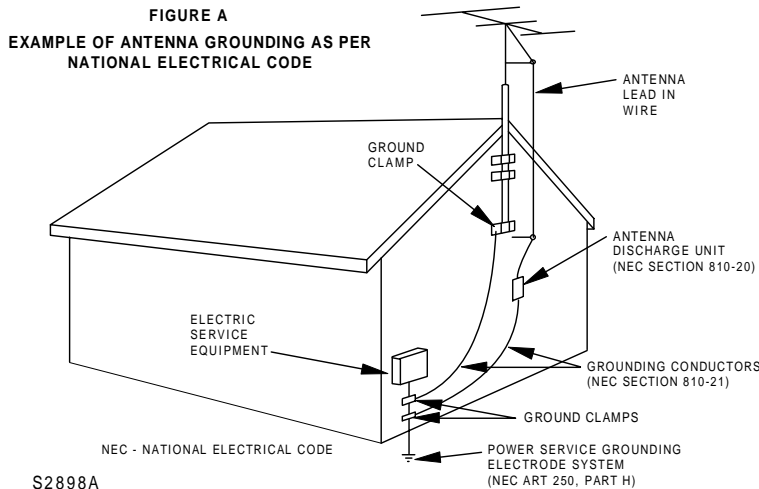 FIGURE A
EXAMPLE OF ANTENNA GROUNDING AS PER
NATIONAL ELECTRICAL CODE
ANTENNA
LEAD IN
WIRE
GROUND
CLAMP
ANTENNA
DISCHARGE UNIT
(NEC SECTION 810-20)
ELECTRIC
SERVICE
EQUIPMENT
GROUNDING CONDUCTORS
(NEC SECTION 810-21)
GROUND CLAMPS
NEC - NATIONAL ELECTRICAL CODE
POWER SERVICE GROUNDING
ELECTRODE SYSTEM
(NEC ART 250, PART H)
S2898A